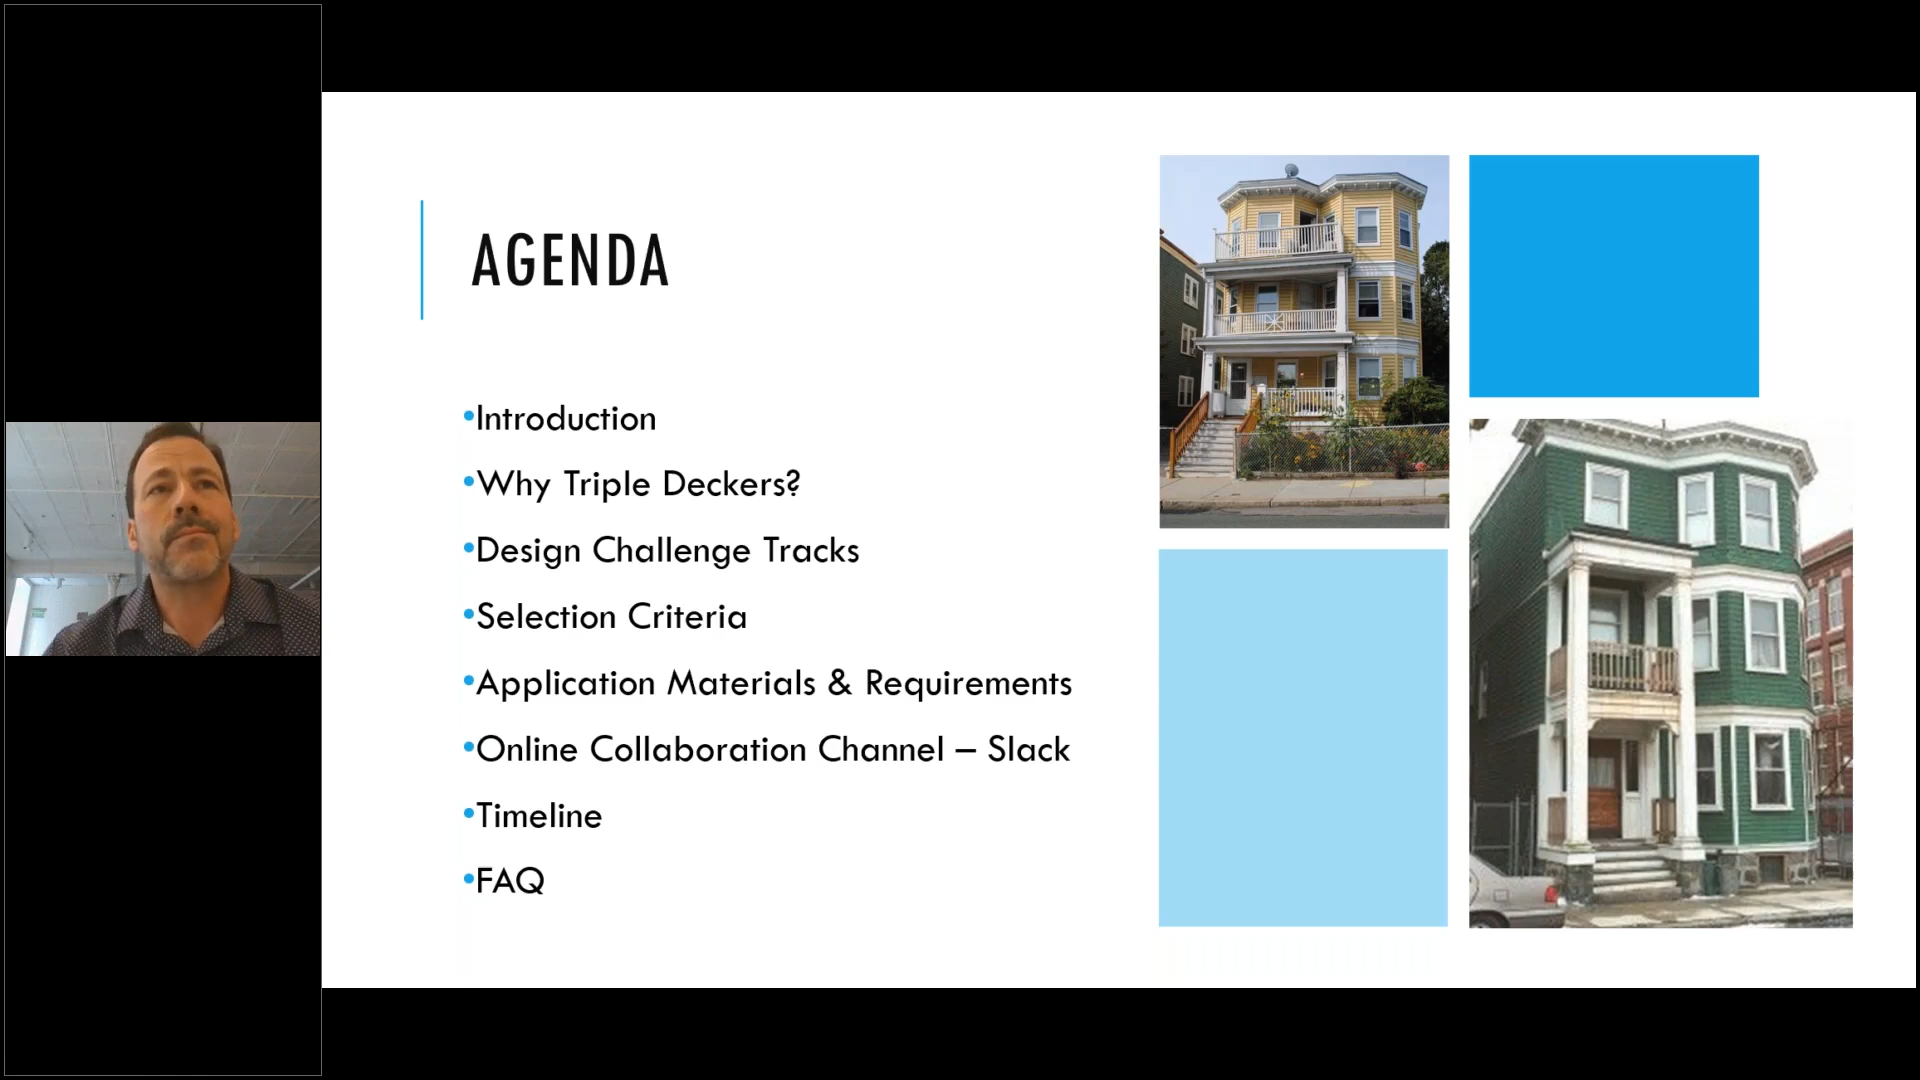 AGENDA
•Introduction
•Why Triple Deckers?
•Design Challenge Tracks
•Selection Criteria
•Application Materials & Requirements
•Online Collaboration Channel – Slack
•Timeline
•FAQ